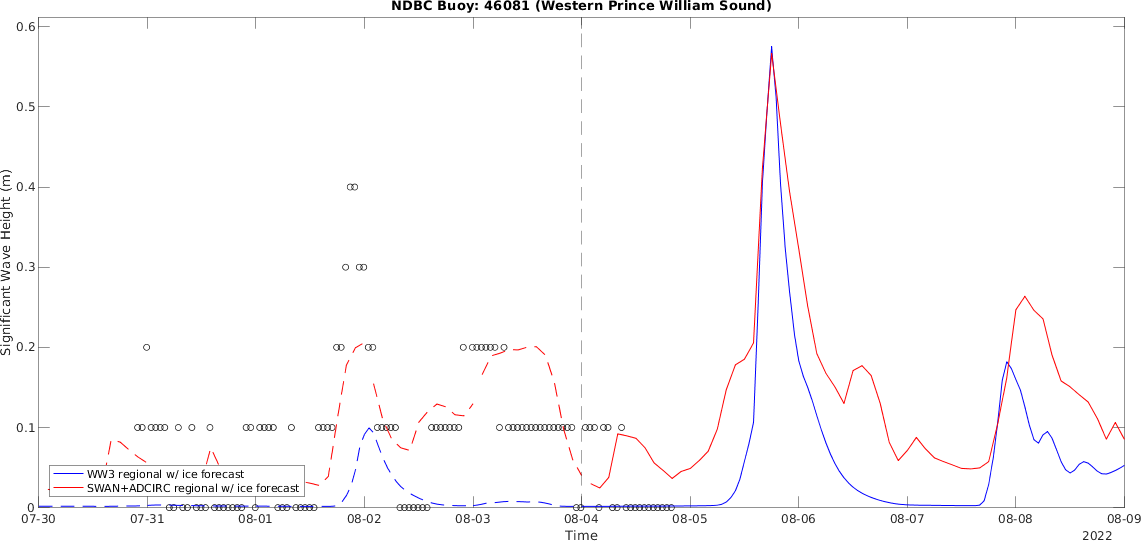 NDBC Buoy: 46081 (Western Prince William Sound)
0.6
0.5
0.4
0.3
0.2
0.1
0
Significant Wave Height (m)
WW3 regional w/ ice forecast
SWAN+ADCIRC regional w/ ice forecast
07-30 07-31 08-01 08-02 08-03 08-04 08-05 08-06 08-07 08-08 08-09
Time
2022